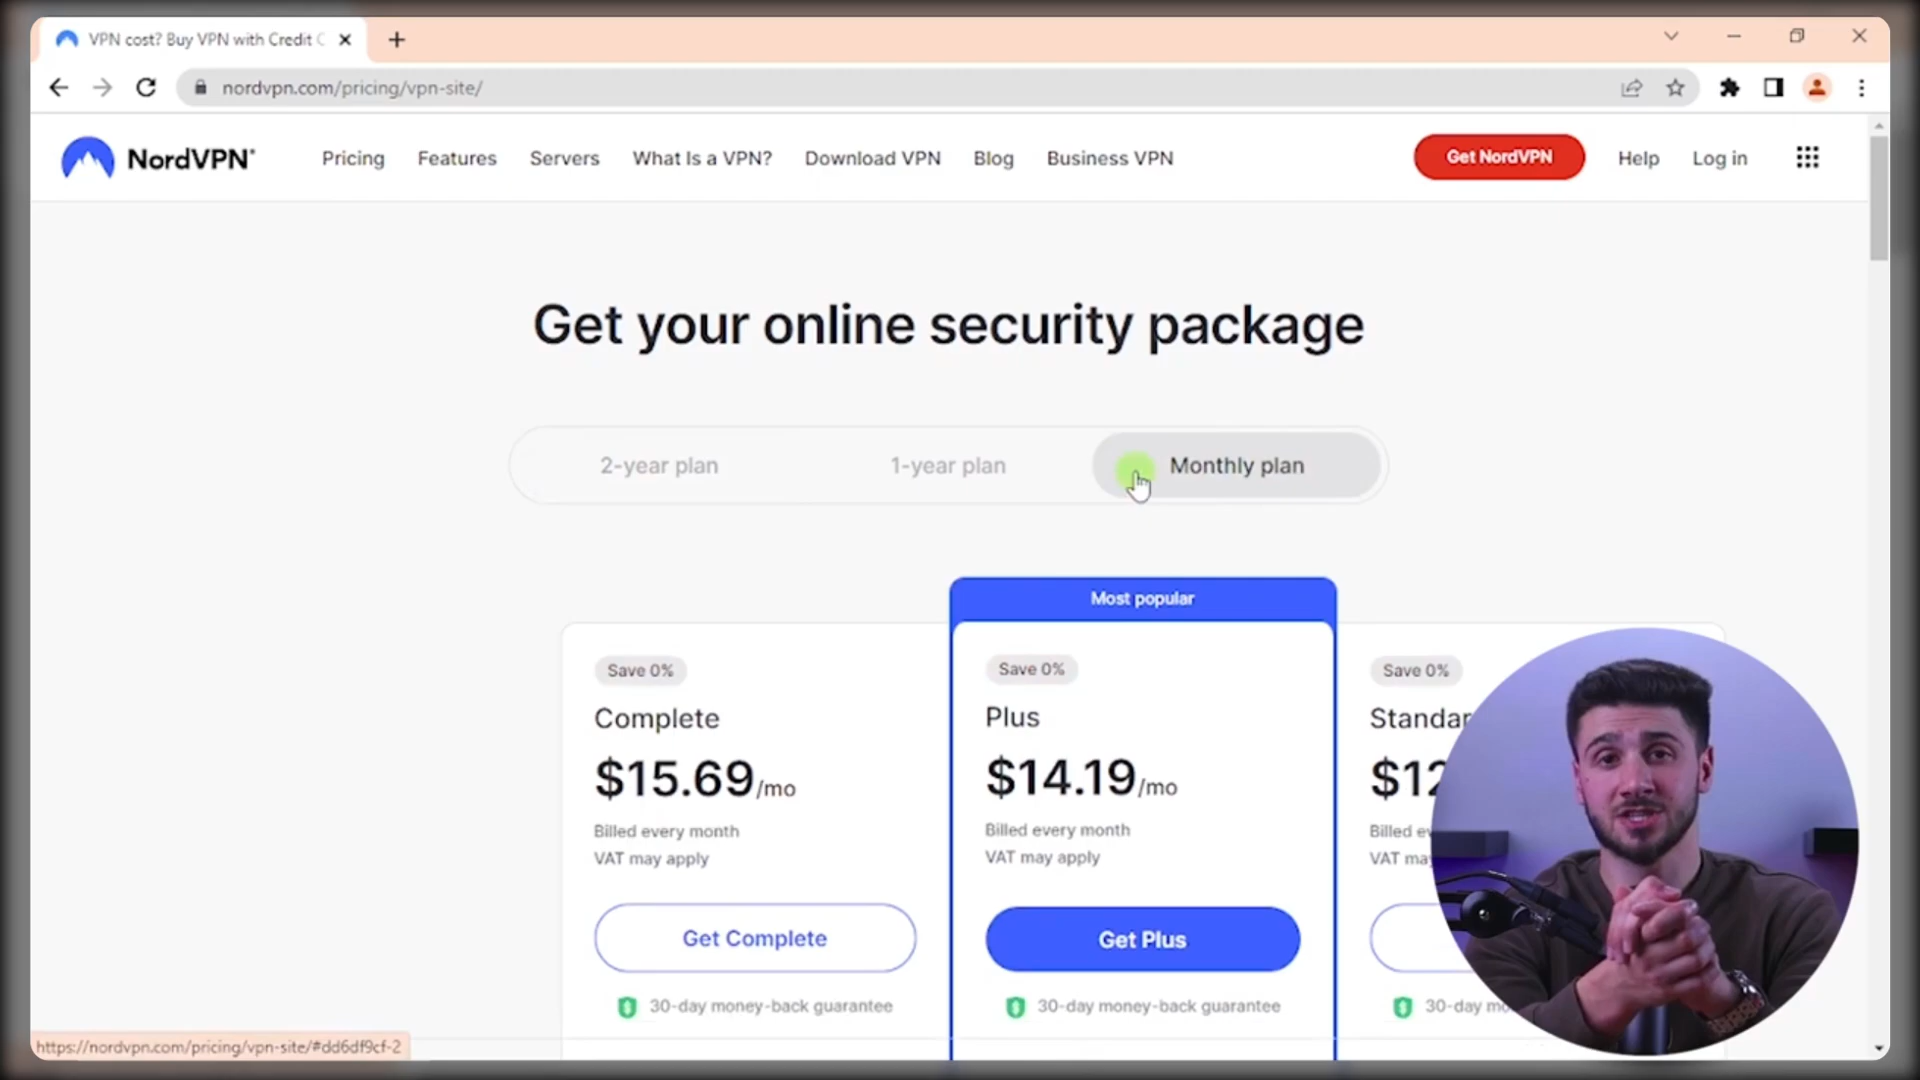 VPN cost? Buy VPN with Credit C
nordvpn.com/pricing/vpn-site/
NordVPN®
Pricing
Features
Servers
What Is a VPN?
Download VPN
Blog
Business VPN
Get NordVPN
Help
Log in
Get your online security package
2-year plan
1-year plan
Monthly plan
Most popular
Save 0%
Complete
$15.69/mo
Billed every month
VAT may apply
Get Complete
30-day money-back guarantee
Save 0%
Plus
$14.19/mo
Billed every month
VAT may apply
Get Plus
30-day money-back guarantee
Save 0%
Standar
$12
Billed ev
VAT ma
30-day mo
https://nordvpn.com/pricing/vpn-site/#dd6df9cf-2